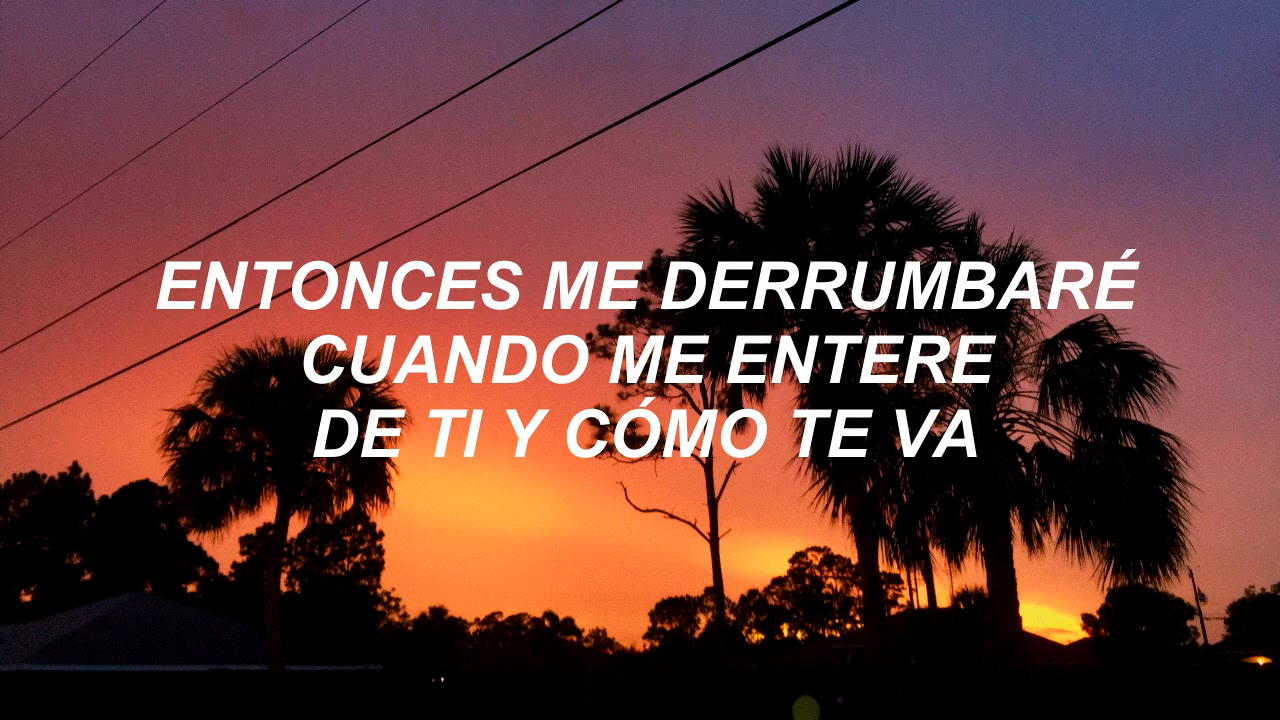 ENTONCES ME DERRUMBARÉ
CUANDO ME ENTERE
DE TI Y CÓMO TE VA